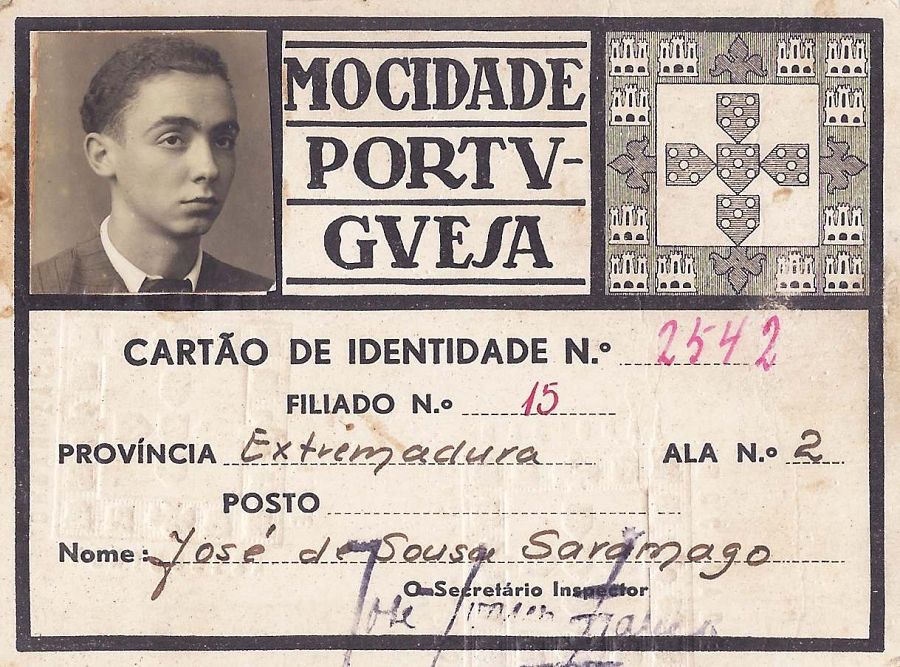 MOCIDADE
PORTV-
GVESA
CARTÃO DE IDENTIDADE N.º 2542
FILIADO N.º 15
PROVÍNCIA Extremadura ALA N.º 2
POSTO
Nome: José de Sousa Saramago
O Secretário Inspector
José